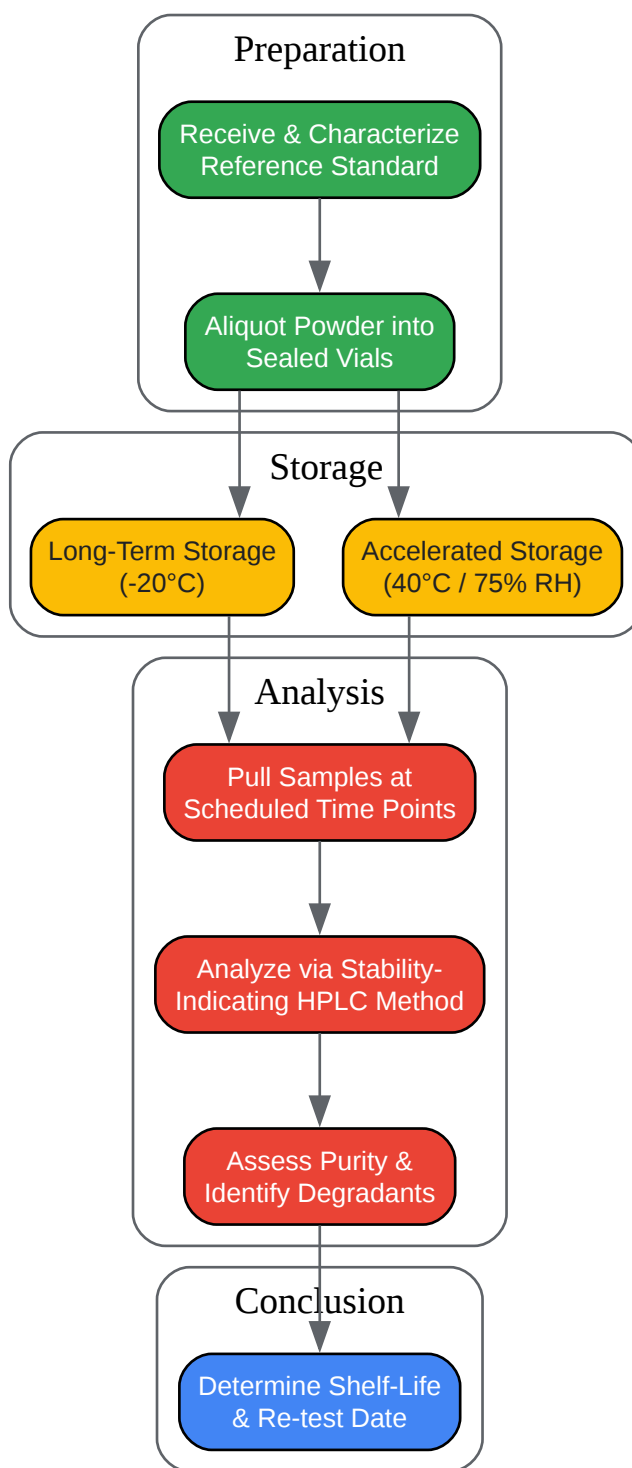 Preparation
Receive & Characterize
Reference Standard
Aliquot Powder into
Sealed Vials
Storage
Long-Term Storage
(-20°C)
Accelerated Storage
(40°C / 75% RH)
Analysis
Pull Samples at
Scheduled Time Points
Analyze via Stability-
Indicating HPLC Method
Assess Purity &
Identify Degradants
Conclusion
Determine Shelf-Life
& Re-test Date